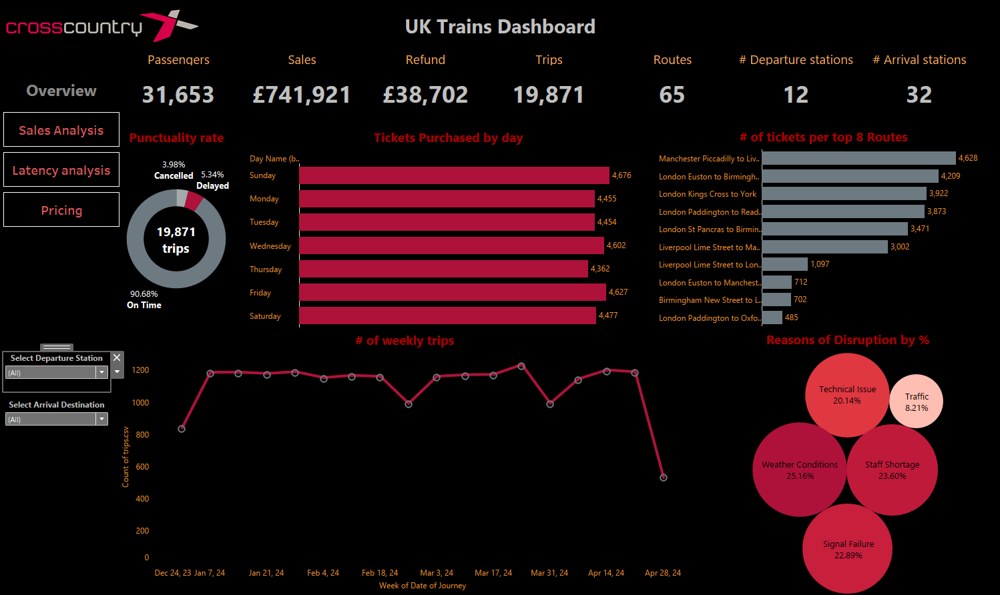 crosscountry
UK Trains Dashboard
Passengers
Sales
Refund
Trips
Routes
# Departure stations
# Arrival stations
31,653
£741,921
£38,702
19,871
65
12
32
Overview
Sales Analysis
Latency analysis
Pricing
Punctuality rate
3.98%
Cancelled
5.34%
Delayed
19,871
trips
90.68%
On Time
Tickets Purchased by day
Day Name (b..
Sunday 4,676
Monday 4,455
Tuesday 4,454
Wednesday 4,602
Thursday 4,362
Friday 4,627
Saturday 4,477
# of tickets per top 8 Routes
Manchester Piccadilly to Liv.. 4,628
London Euston to Birmingh.. 4,209
London Kings Cross to York 3,922
London Paddington to Read.. 3,873
London St Pancras to Birmin.. 3,471
Liverpool Lime Street to Ma.. 3,002
Liverpool Lime Street to Lon.. 1,097
London Euston to Manchest.. 712
Birmingham New Street to L.. 702
London Paddington to Oxfo.. 485
Select Departure Station
(All)
Select Arrival Destination
(All)
# of weekly trips
Count of trips.csv
1200
1000
800
600
400
200
0
Dec 24, 23
Jan 7, 24
Jan 21, 24
Feb 4, 24
Feb 18, 24
Mar 3, 24
Mar 17, 24
Mar 31, 24
Apr 14, 24
Apr 28, 24
Week of Date of Journey
Reasons of Disruption by %
Technical Issue
20.14%
Traffic
8.21%
Weather Conditions
25.16%
Staff Shortage
23.60%
Signal Failure
22.89%